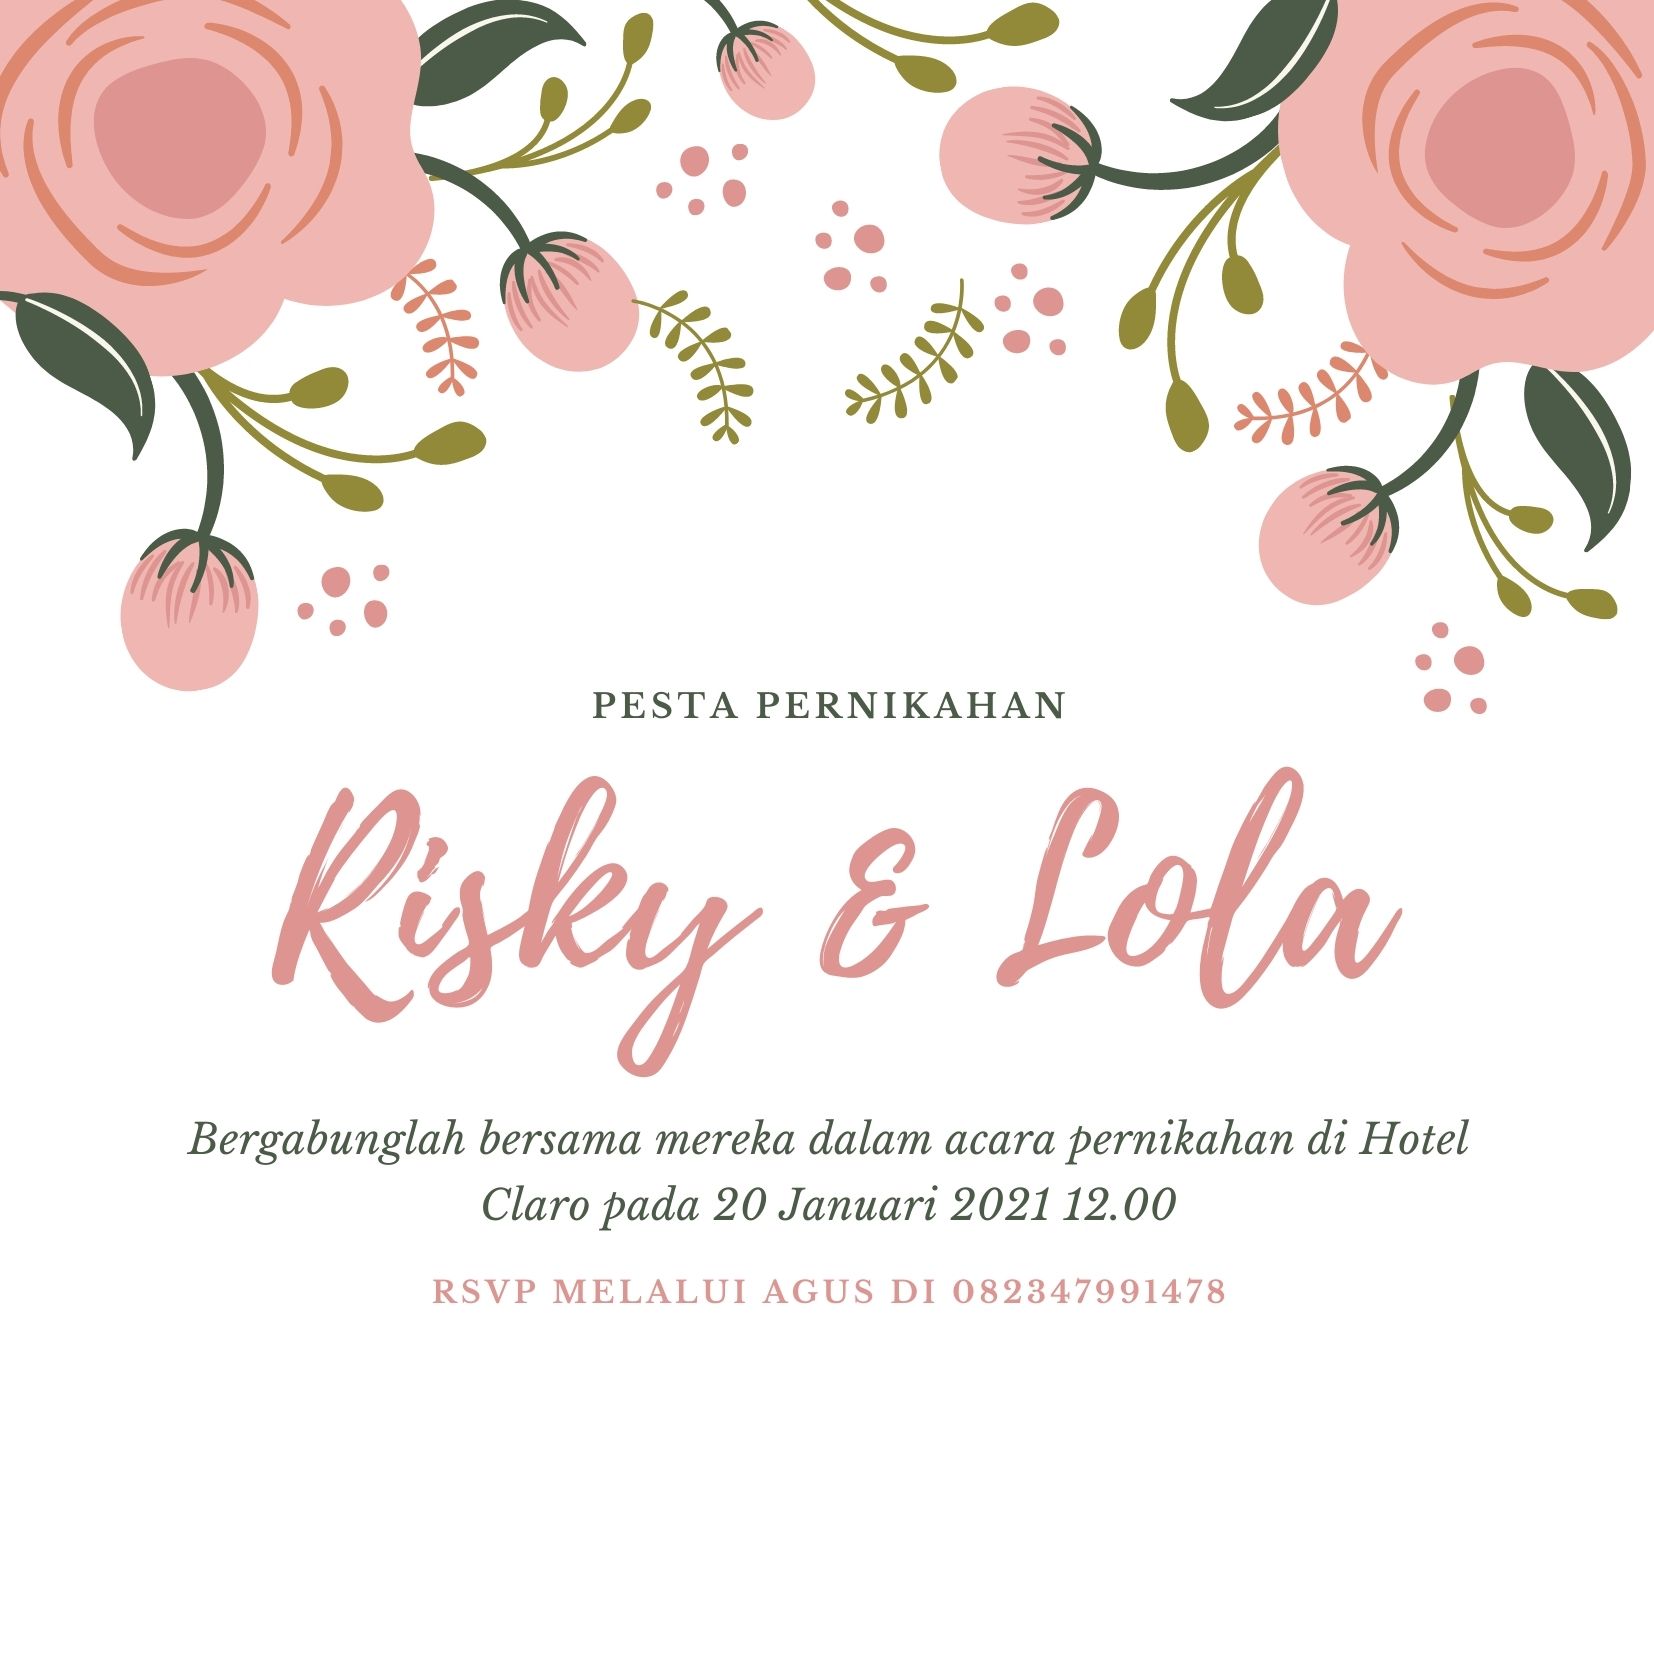 PESTA PERNIKAHAN
Risky & Lola
Bergabunglah bersama mereka dalam acara pernikahan di Hotel
Claro pada 20 Januari 2021 12.00
RSVP MELALUI AGUS DI 082347991478